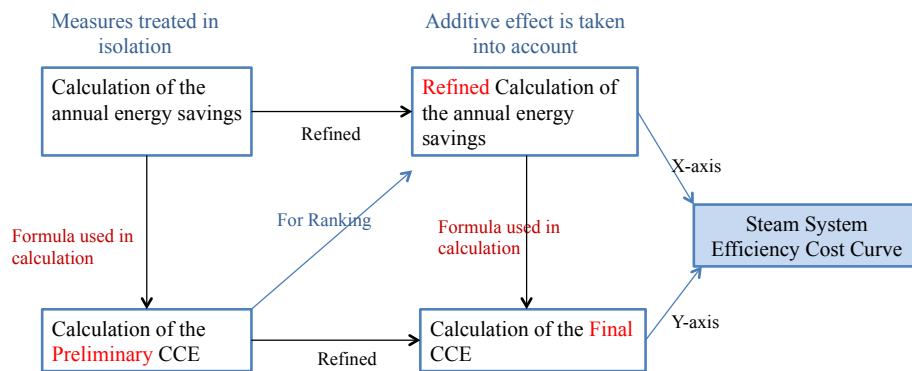 Measures treated in
isolation
Additive effect is taken
into account
Calculation of the
annual energy savings
Refined
Refined Calculation of
the annual energy
savings
X-axis
Formula used in
calculation
For Ranking
Formula used in
calculation
Steam System
Efficiency Cost Curve
Calculation of the
Preliminary CCE
Refined
Calculation of the Final
CCE
Y-axis